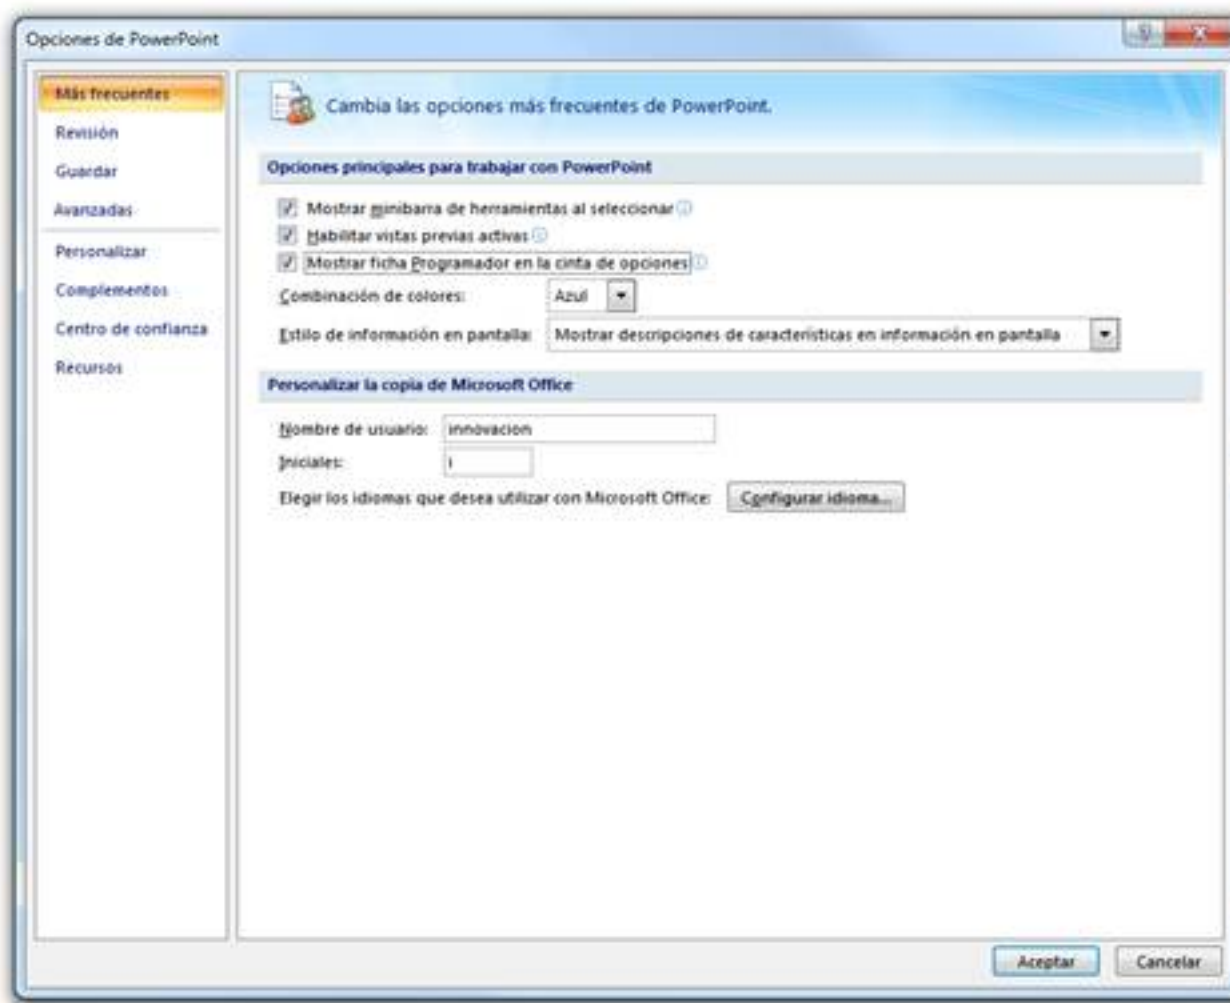 Opciones de PowerPoint
Más frecuentes
Revisión
Guardar
Avanzadas
Personalizar
Complementos
Centro de confianza
Recursos
Cambia las opciones más frecuentes de PowerPoint.
Opciones principales para trabajar con PowerPoint
Mostrar minibarra de herramientas al seleccionar
Habilitar vistas previas activas
Mostrar ficha Programador en la cinta de opciones
Combinación de colores: Azul
Estilo de información en pantalla: Mostrar descripciones de características en información en pantalla
Personalizar la copia de Microsoft Office
Nombre de usuario: innovacion
Iniciales: i
Elegir los idiomas que desea utilizar con Microsoft Office: Configurar idioma...
Aceptar Cancelar